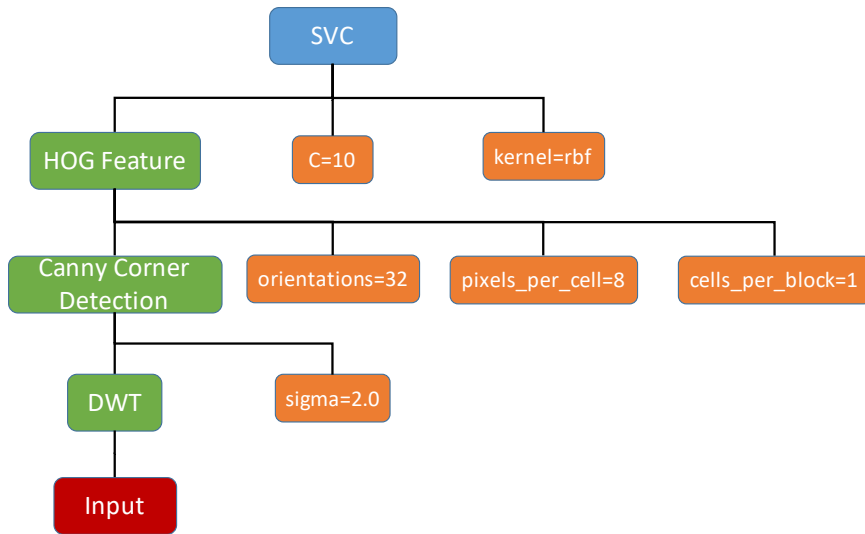 SVC
HOG Feature
C=10
kernel=rbf
Canny Corner
Detection
orientations=32
pixels_per_cell=8
cells_per_block=1
DWT
sigma=2.0
Input